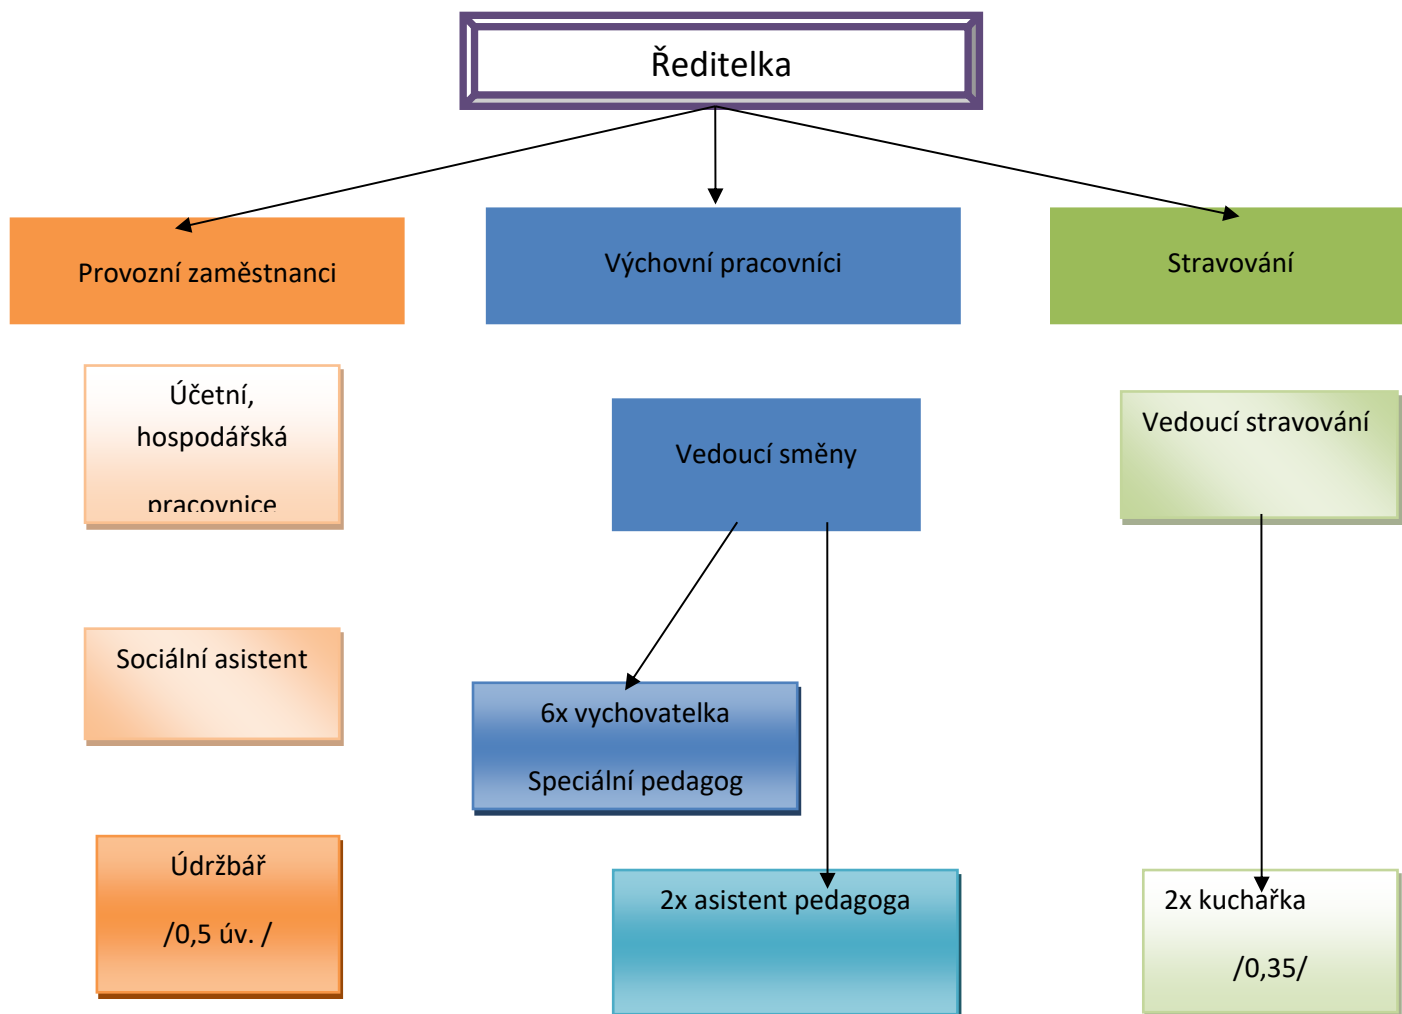 Ředitelka
Provozní zaměstnanci
Výchovní pracovníci
Stravování
Účetní,
hospodářská
pracovnice
Vedoucí směny
Vedoucí stravování
Sociální asistent
6x vychovatelka
Speciální pedagog
Údržbář
/0,5 úv. /
2x asistent pedagoga
2x kuchařka
/0,35/